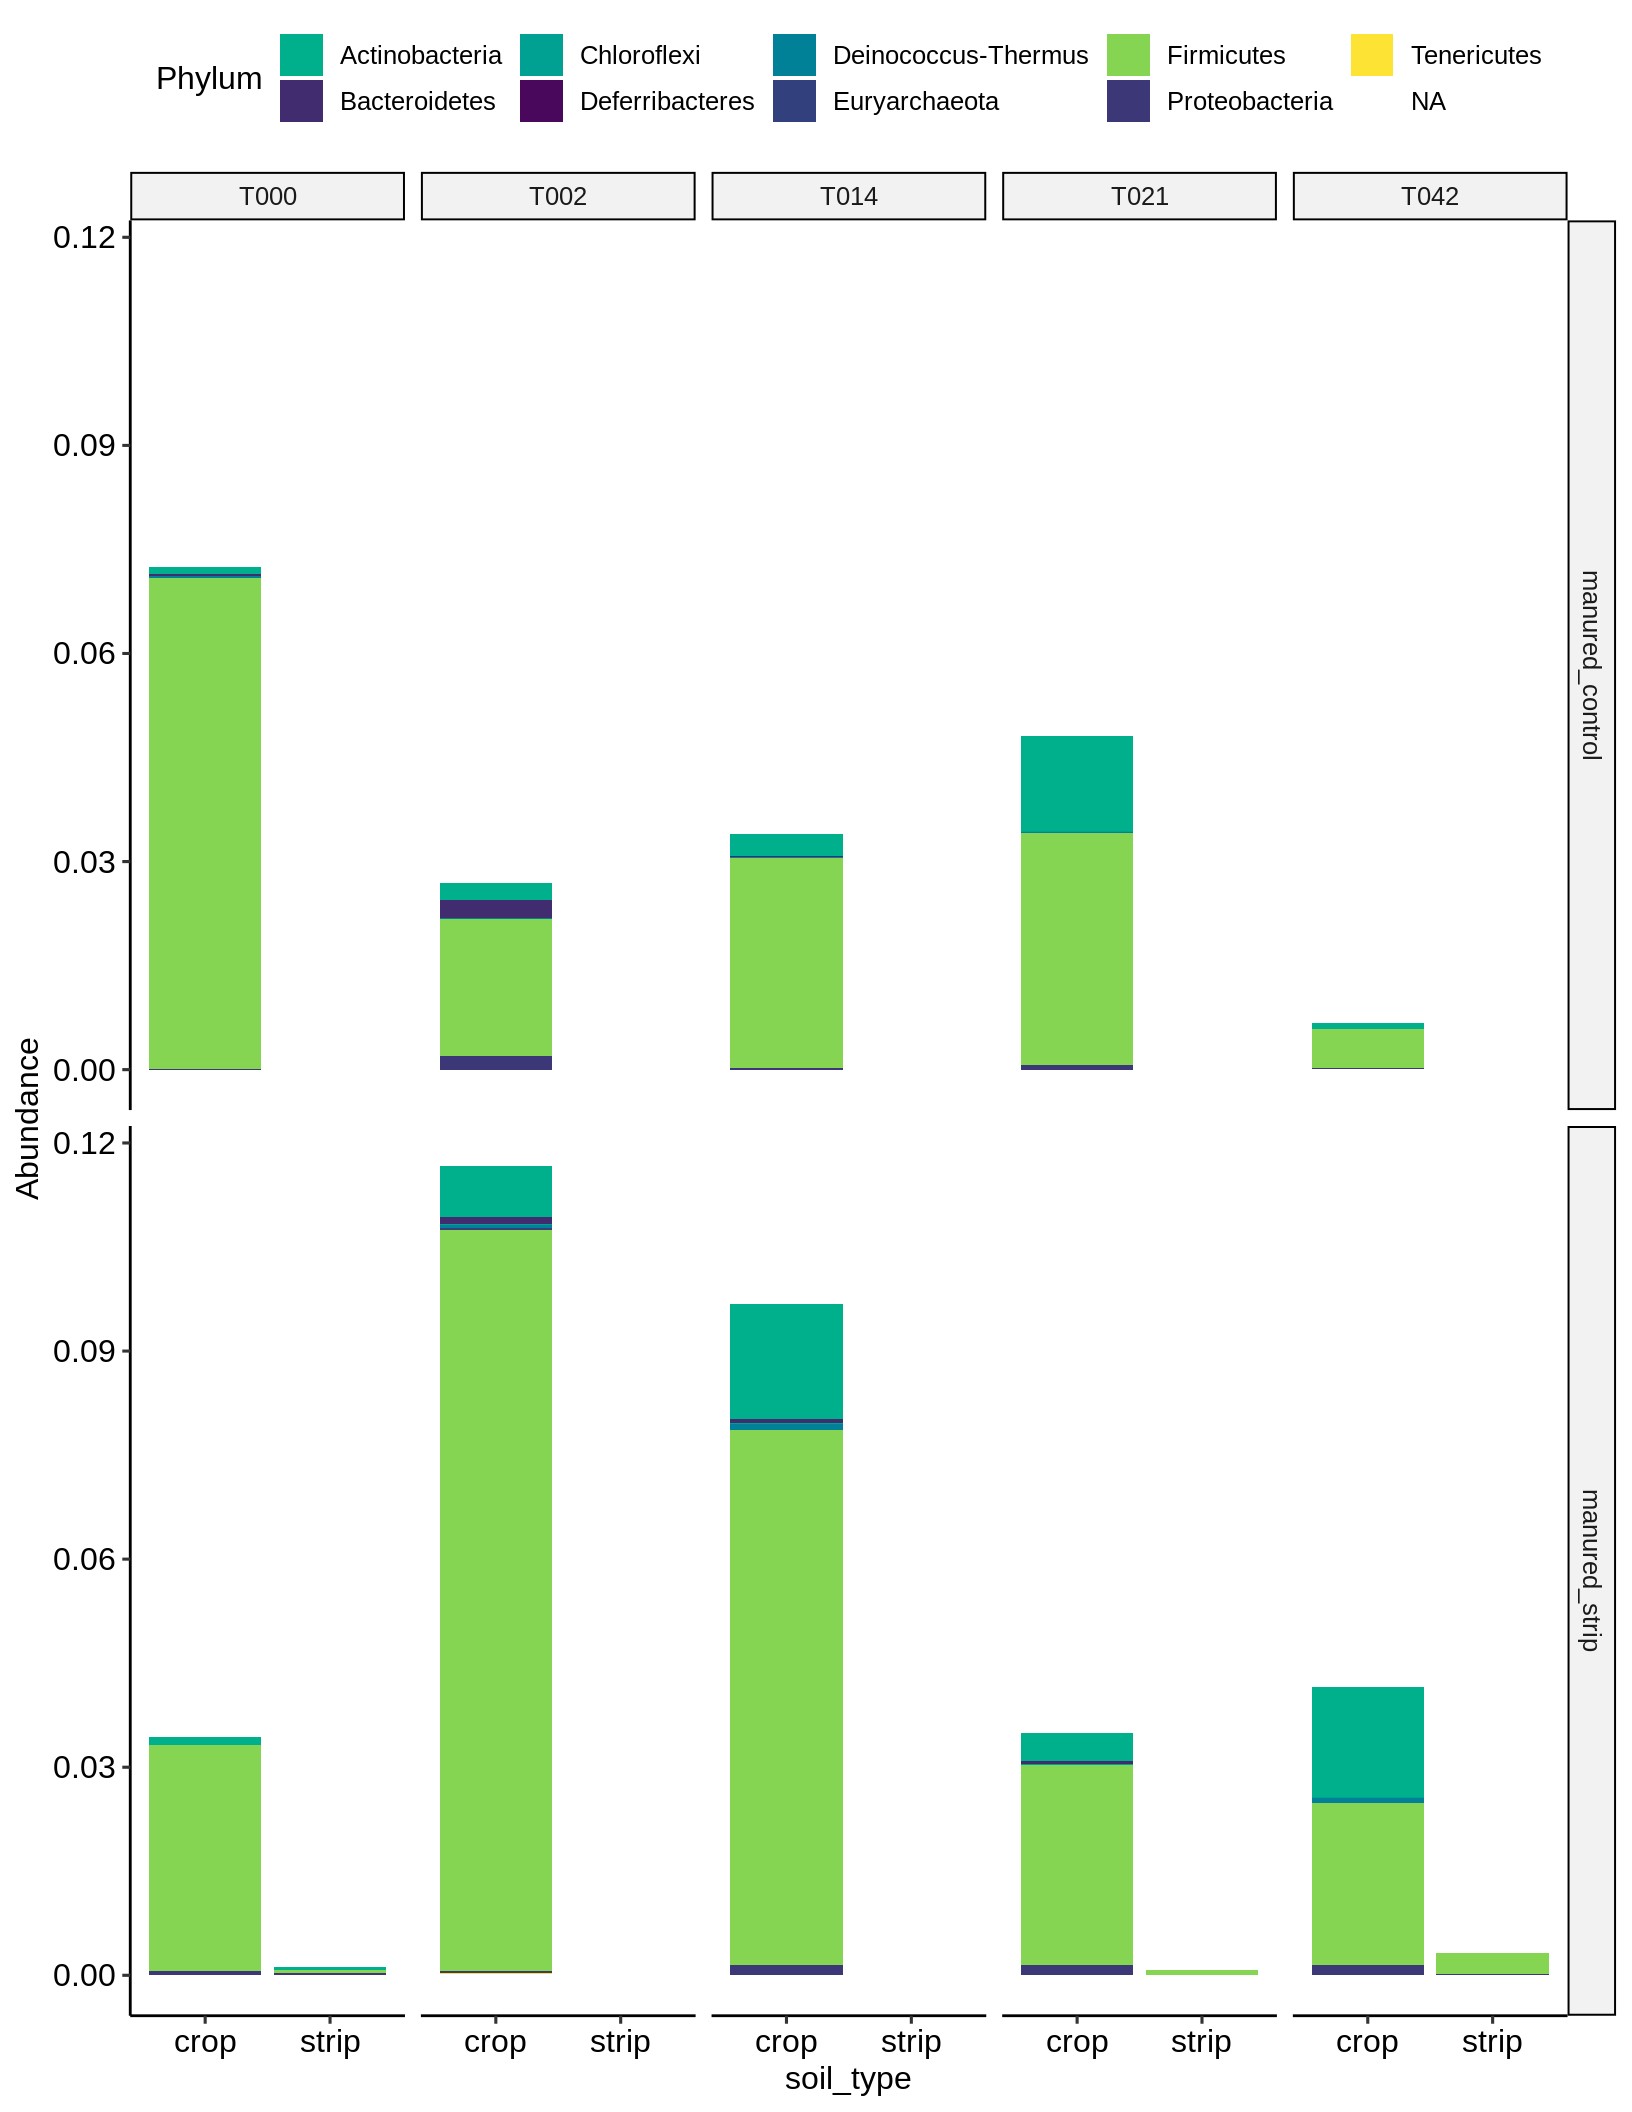 Phylum
Actinobacteria Chloroflexi Deinococcus-Thermus Firmicutes Tenericutes
Bacteroidetes Deferribacteres Euryarchaeota Proteobacteria NA
T000 T002 T014 T021 T042
0.12
0.09
0.06
0.03
0.00
manured_control
Abundance
0.12
0.09
0.06
0.03
0.00
manured_strip
crop strip crop strip crop strip crop strip crop strip
soil_type